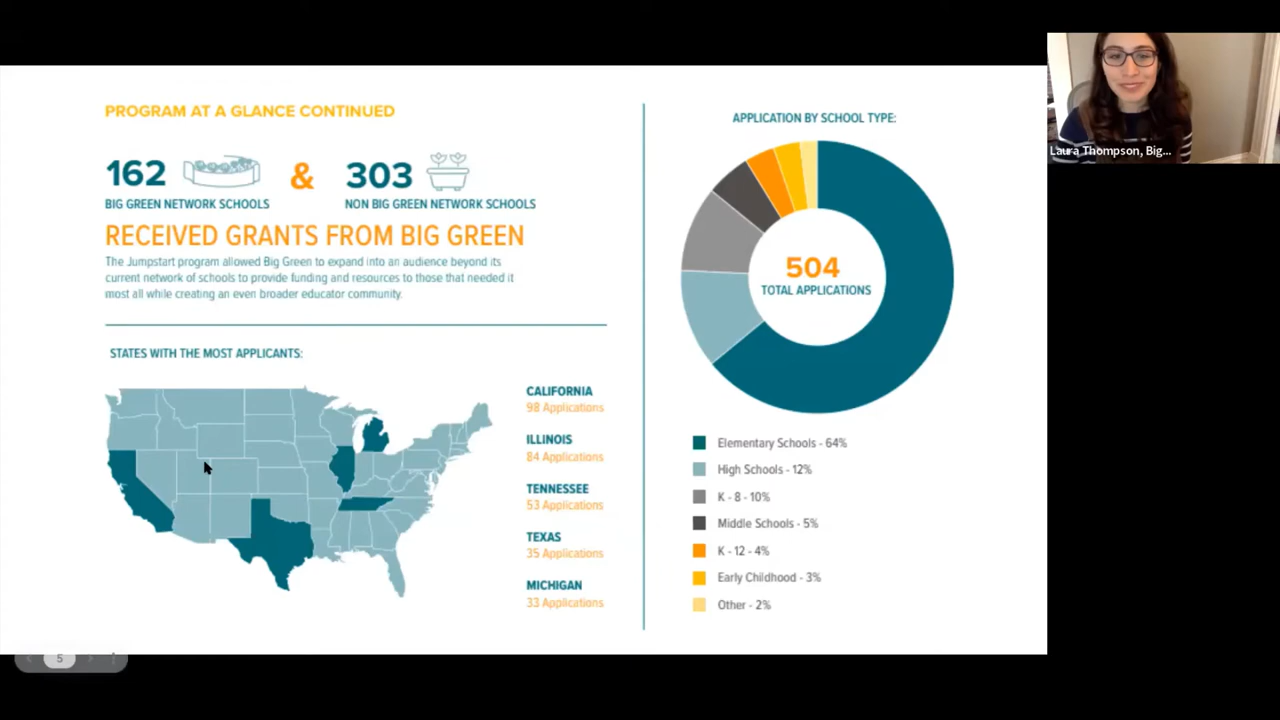 PROGRAM AT A GLANCE CONTINUED
162 & 303
BIG GREEN NETWORK SCHOOLS NON BIG GREEN NETWORK SCHOOLS
RECEIVED GRANTS FROM BIG GREEN
The Jumpstart program allowed Big Green to expand into an audience beyond its
current network of schools to provide funding and resources to those that needed it
most all while creating an even broader educator community.
STATES WITH THE MOST APPLICANTS:
CALIFORNIA
98 Applications
ILLINOIS
84 Applications
TENNESSEE
53 Applications
TEXAS
35 Applications
MICHIGAN
33 Applications
APPLICATION BY SCHOOL TYPE:
504
TOTAL APPLICATIONS
Elementary Schools - 64%
High Schools - 12%
K - 8 - 10%
Middle Schools - 5%
K - 12 - 4%
Early Childhood - 3%
Other - 2%
5
Laura Thompson, Big...